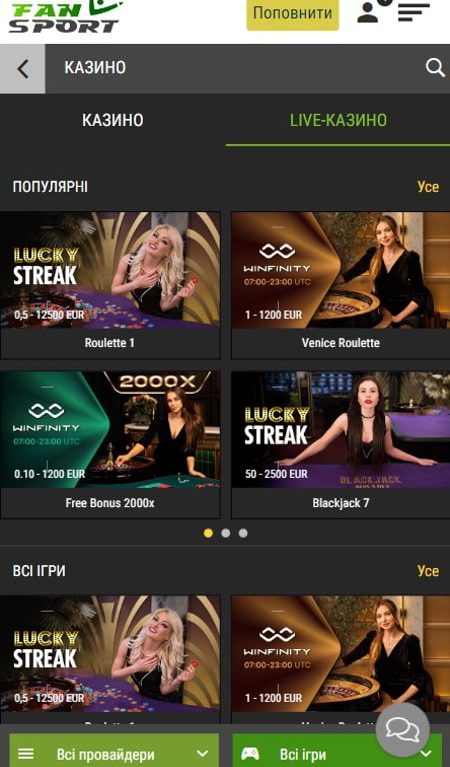 FAN
SPORT
Поповнити
КАЗИНО
КАЗИНО
LIVE-КАЗИНО
ПОПУЛЯРНІ
Усе
LUCKY
STREAK
0,5 - 12500 EUR
Roulette 1
WINFINITY
07:00-23:00 UTC
1 - 1200 EUR
Venice Roulette
2000X
WINFINITY
07:00-23:00 UTC
0.10 - 1200 EUR
Free Bonus 2000x
LUCKY
STREAK
50 - 2500 EUR
BLACKJACK
Blackjack 7
ВСІ ІГРИ
Усе
LUCKY
STREAK
0,5 - 12500 EUR
WINFINITY
07:00-23:00 UTC
1 - 1200 EUR
Всі провайдери
Всі ігри